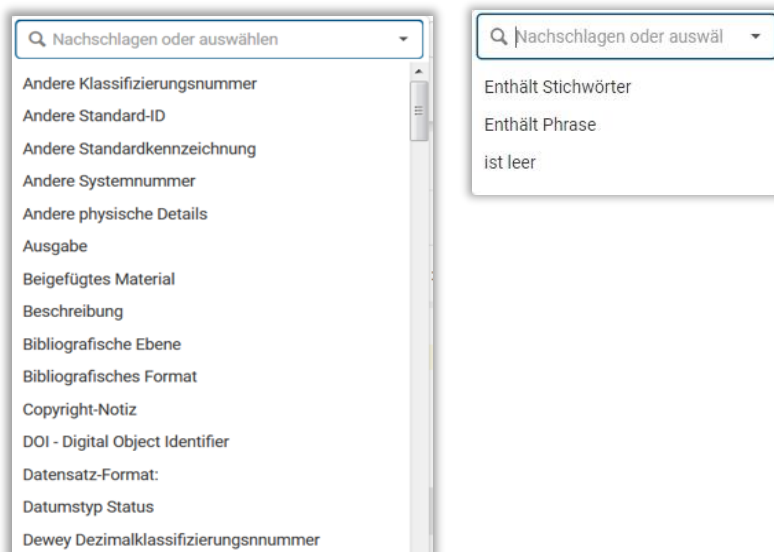 Nachschlagen oder auswählen
Andere Klassifizierungsnummer
Andere Standard-ID
Andere Standardkennzeichnung
Andere Systemnummer
Andere physische Details
Ausgabe
Beigefügtes Material
Beschreibung
Bibliografische Ebene
Bibliografisches Format
Copyright-Notiz
DOI - Digital Object Identifier
Datensatz-Format:
Datumstyp Status
Dewey Dezimalklassifizierungsnnummer
Nachschlagen oder auswäl
Enthält Stichwörter
Enthält Phrase
ist leer